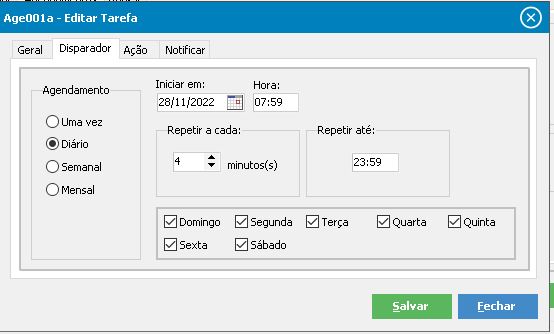 Age001a - Editar Tarefa
Geral Disparador Ação Notificar
Agendamento
Uma vez
Diário
Semanal
Mensal
Iniciar em: Hora:
28/11/2022 07:59
Repetir a cada: Repetir até:
4 minutos(s) 23:59
Domingo Segunda Terça Quarta Quinta
Sexta Sábado
Salvar Fechar